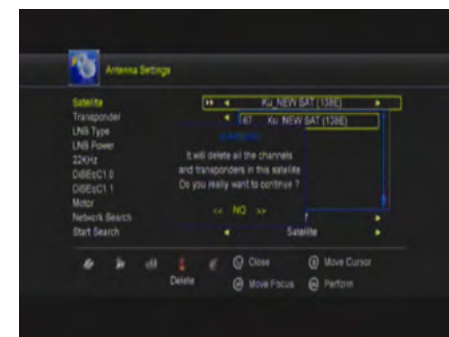 Antenna Settings
Satellite
Ku_NEW SAT (138E)
Transponder
67. Ku_NEW SAT (138E)
LNB Type
LNB Power
22KHz
DiSEqC1.0
DiSEqC1.1
Motor
Network Search
Start Search
It will delete all the channels
and transponders in this satellite
Do you really want to continue ?
<< NO >>
Satellite
Delete
Close
Move Cursor
Move Focus
Perform